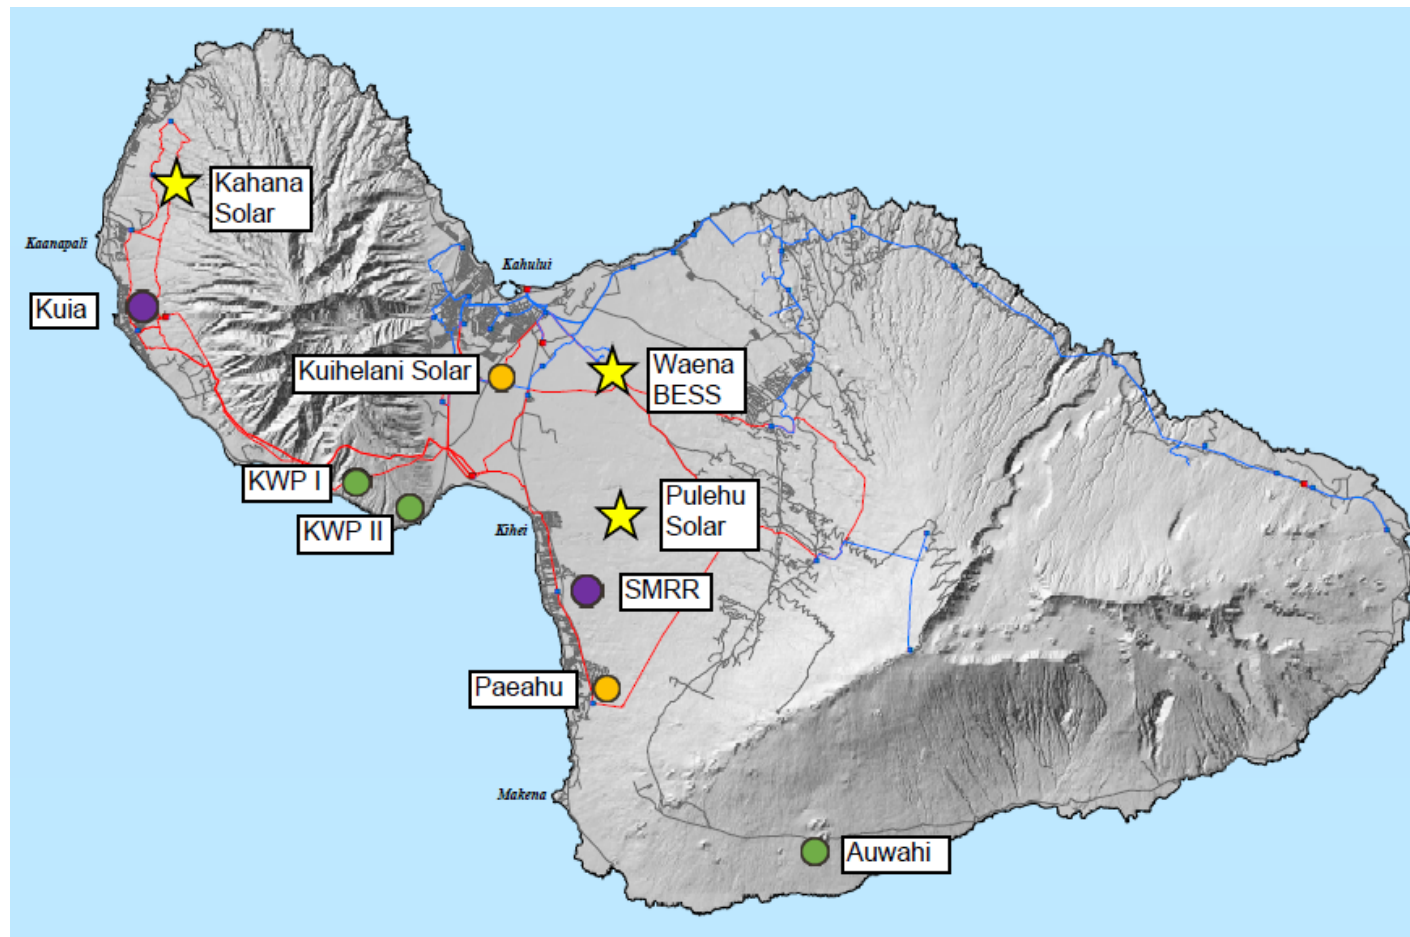 Kahana
Solar
Kaanapali
Kahului
Kuia
Kuihelani Solar
Waena
BESS
KWP I
KWP II
Kihei
Pulehu
Solar
SMRR
Paeahu
Makena
Auwahi